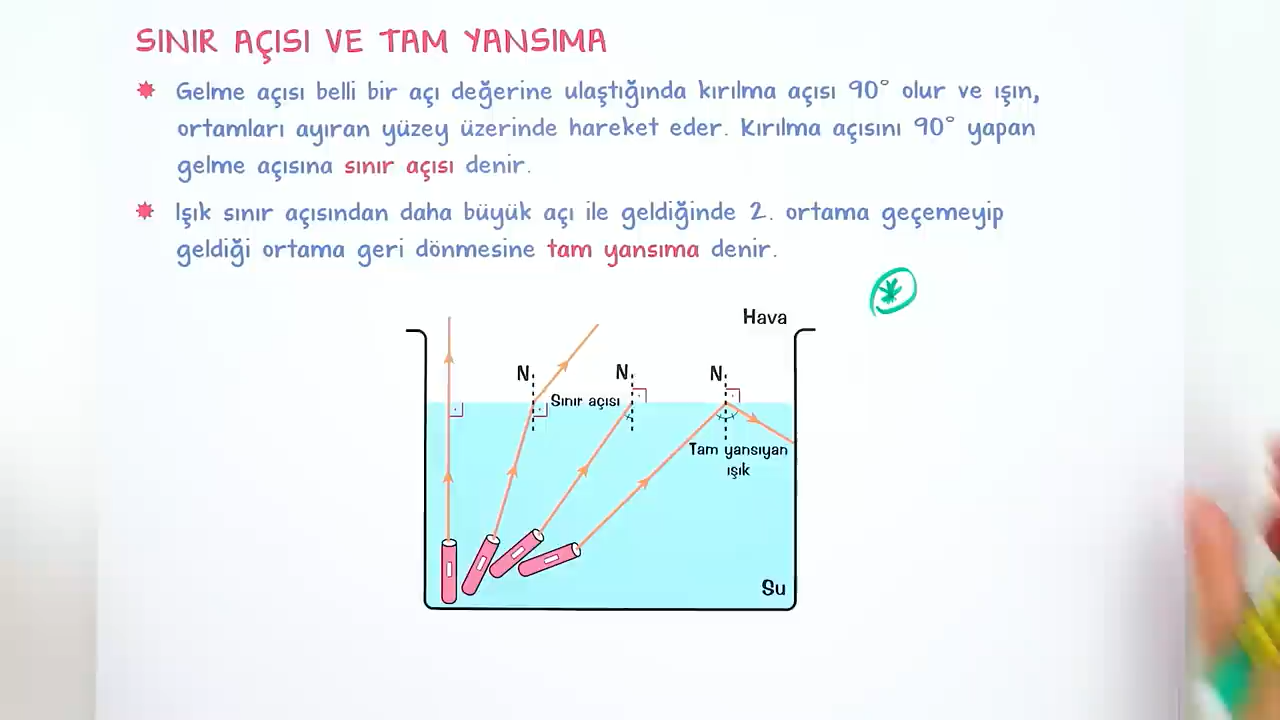 SINIR AÇISI VE TAM YANSIMA
Gelme açısı belli bir açı değerine ulaştığında kırılma açısı 90° olur ve ışın,
ortamları ayıran yüzey üzerinde hareket eder. Kırılma açısını 90° yapan
gelme açısına sınır açısı denir.
Işık sınır açısından daha büyük açı ile geldiğinde 2. ortama geçemeyip
geldiği ortama geri dönmesine tam yansıma denir.
Hava
N
N
N
Sınır açısı
Tam yansıyan
ışık
Su